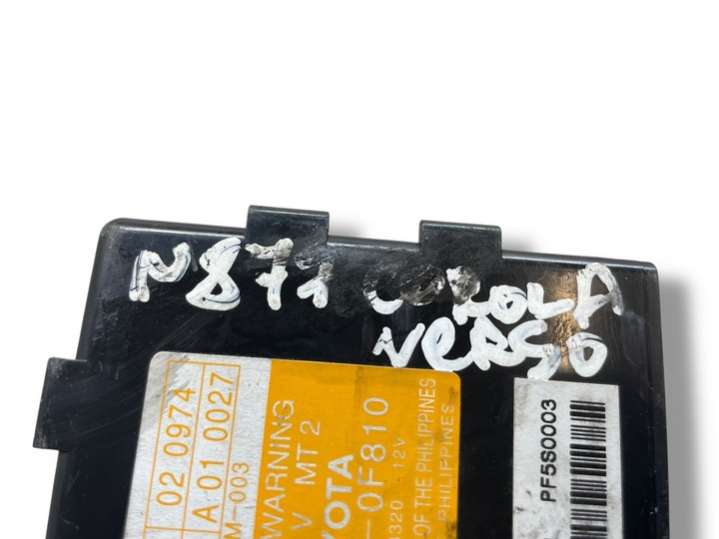 N871 COROLA
VERSO
02 0974
A 01 0027
M-003
WARNING
V MT 2
YOTA
-0F810
320 12V
OF THE PHILIPPINES
PHILIPPINES
PF5S0003